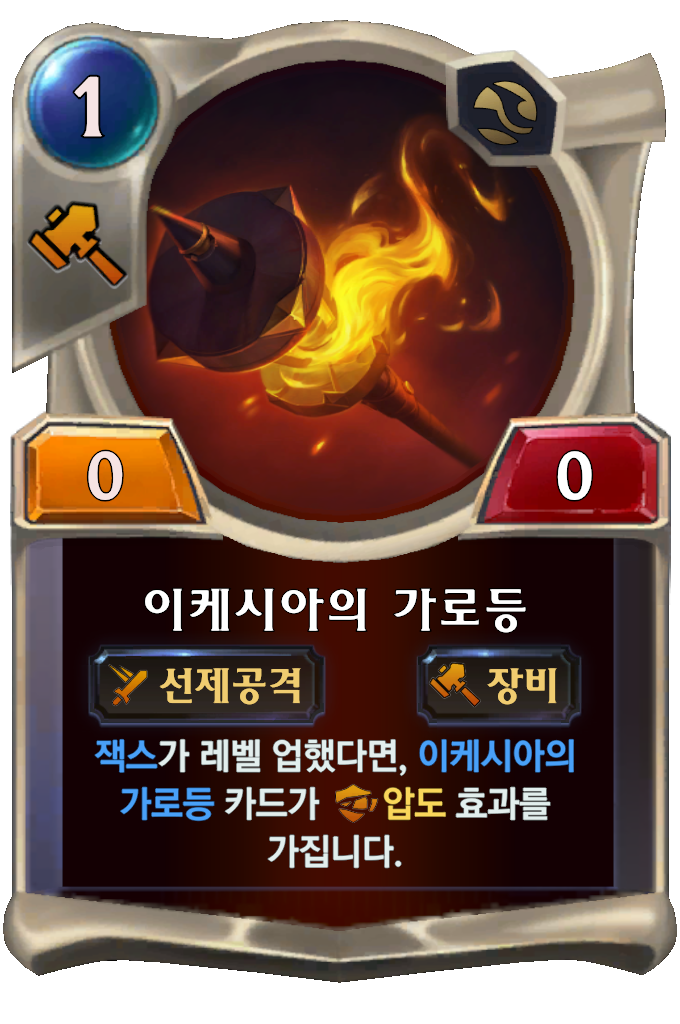 1
0
0
이케시아의 가로등
선제공격 장비
잭스가 레벨 업했다면, 이케시아의
가로등 카드가 압도 효과를
가집니다.